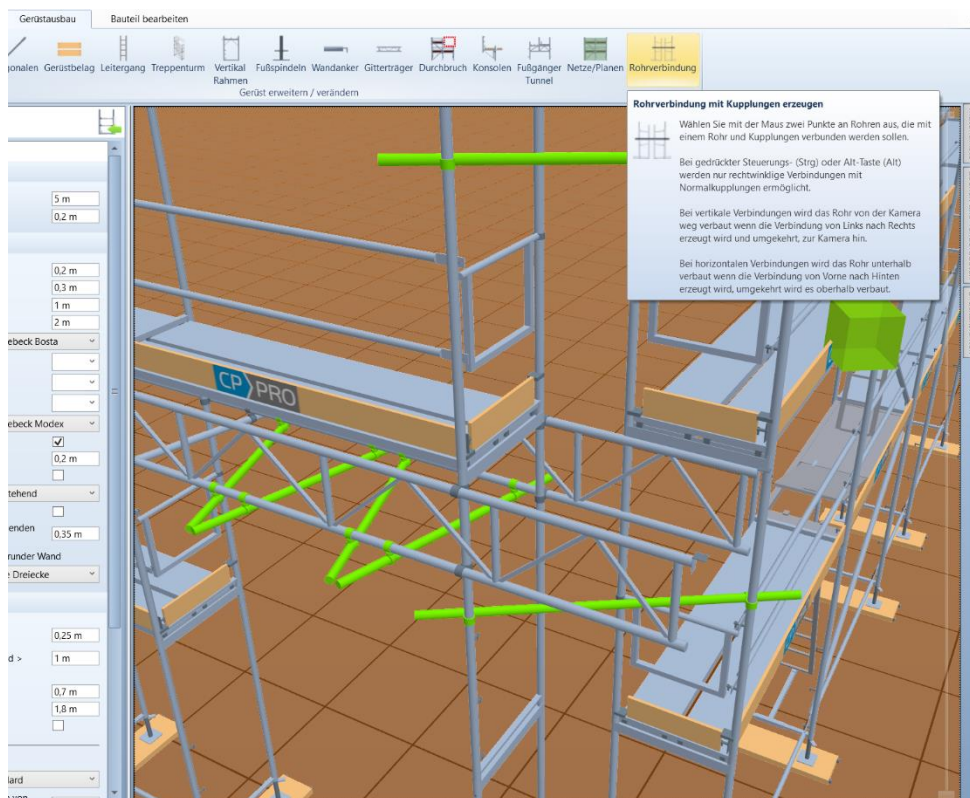 Gerüstausbau Bauteil bearbeiten
gonalen Gerüstbelag Leitergang Treppenturm Vertikal Rahmen Fußspindeln Wandanker Gitterträger Durchbruch Konsolen Fußgänger Tunnel Netze/Planen Rohrverbindung
Gerüst erweitern / verändern
Rohrverbindung mit Kupplungen erzeugen
Wählen Sie mit der Maus zwei Punkte an Rohren aus, die mit
einem Rohr und Kupplungen verbunden werden sollen.
Bei gedrückter Steuerungs- (Strg) oder Alt-Taste (Alt)
werden nur rechtwinklige Verbindungen mit
Normalkupplungen ermöglicht.
Bei vertikale Verbindungen wird das Rohr von der Kamera
weg verbaut wenn die Verbindung von Links nach Rechts
erzeugt wird und umgekehrt, zur Kamera hin.
Bei horizontalen Verbindungen wird das Rohr unterhalb
verbaut wenn die Verbindung von Vorne nach Hinten
erzeugt wird, umgekehrt wird es oberhalb verbaut.
5 m
0,2 m
0,2 m
0,3 m
1 m
2 m
ebeck Bosta
ebeck Modex
0,2 m
tehend
enden
0,35 m
runder Wand
e Dreiecke
0,25 m
d > 1 m
0,7 m
1,8 m
lard
von
CP PRO